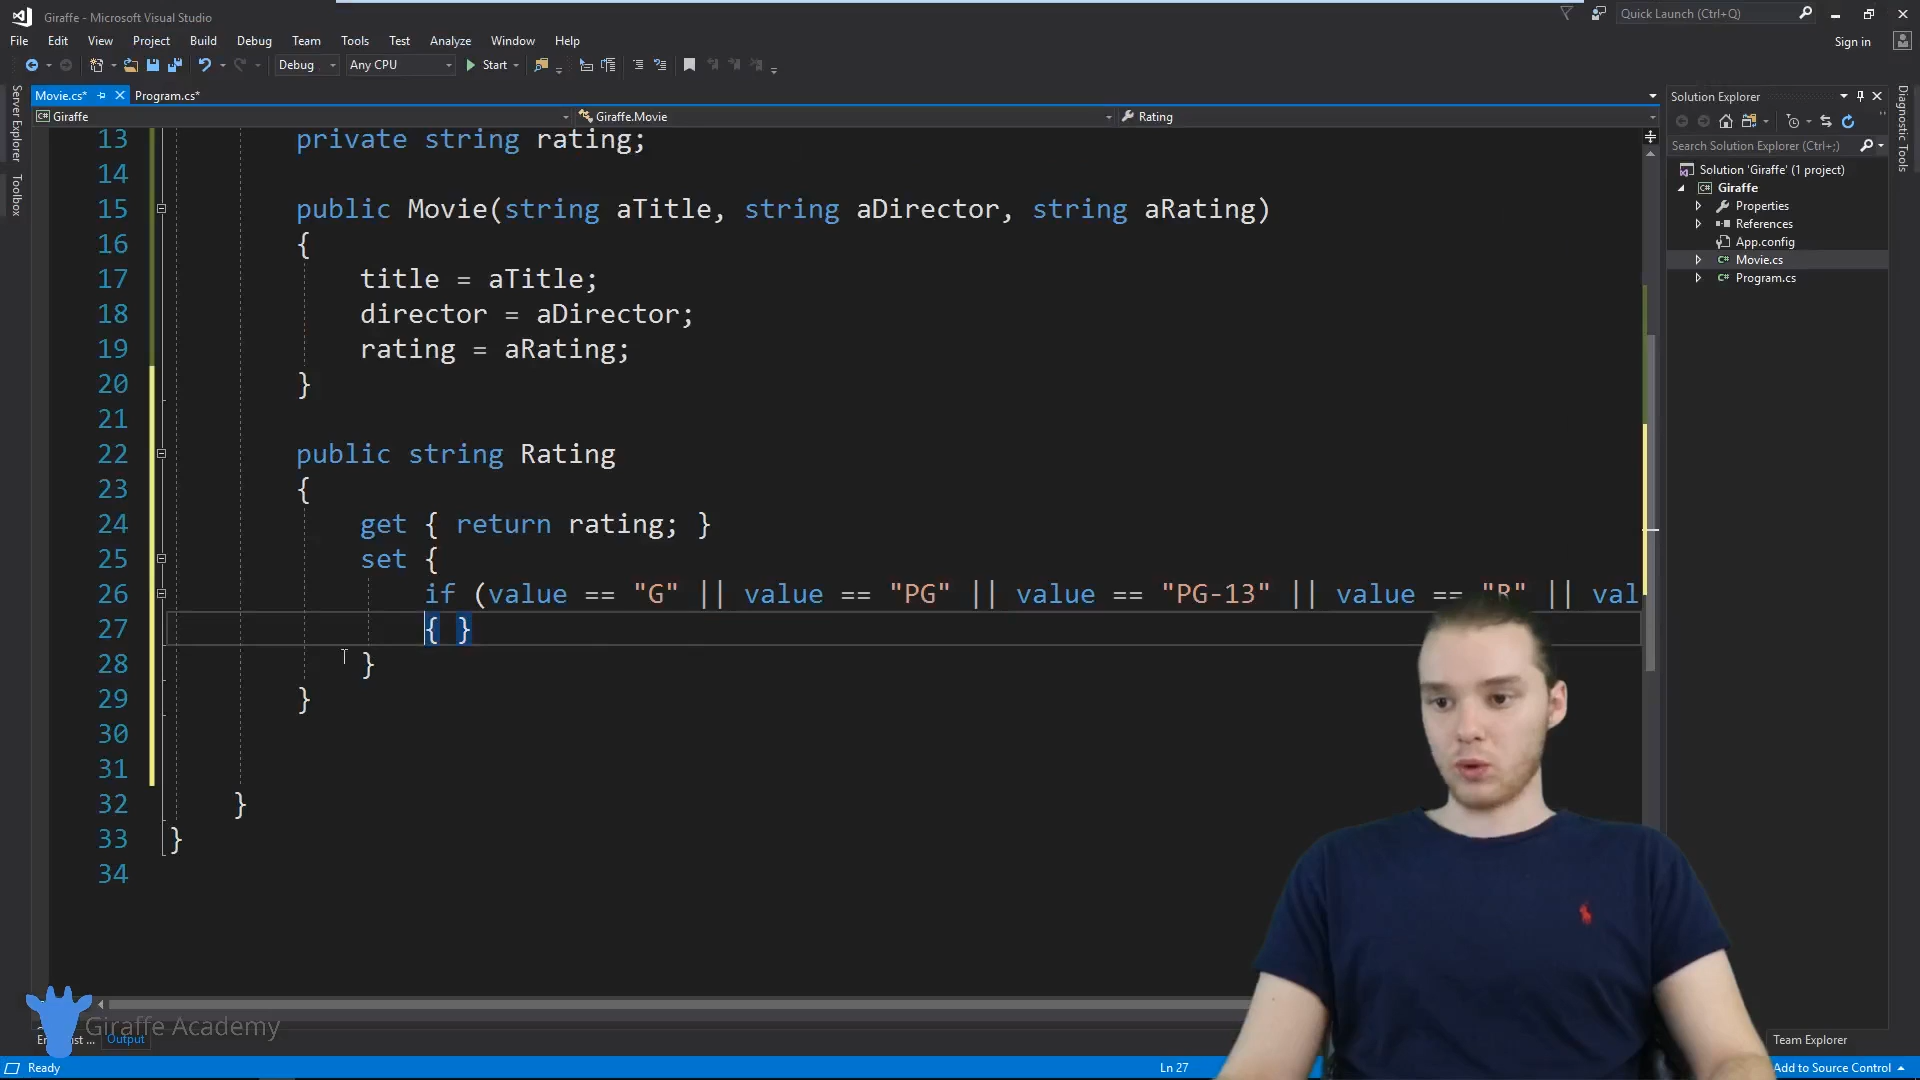 Giraffe - Microsoft Visual Studio
Quick Launch (Ctrl+Q)
File Edit View Project Build Debug Team Tools Test Analyze Window Help
Sign in
Debug Any CPU Start
Movie.cs* Program.cs*
Solution Explorer
Giraffe Giraffe.Movie Rating
Server Explorer
Toolbox
Diagnostic Tools
Search Solution Explorer (Ctrl+;)
Solution 'Giraffe' (1 project)
Giraffe
Properties
References
App.config
Movie.cs
Program.cs
13 private string rating;
14
15 public Movie(string aTitle, string aDirector, string aRating)
16 {
17 title = aTitle;
18 director = aDirector;
19 rating = aRating;
20 }
21
22 public string Rating
23 {
24 get { return rating; }
25 set {
26 if (value == "G" || value == "PG" || value == "PG-13" || value == "R" || val
27 { }
28 }
29 }
30
31
32 }
33 }
34
Giraffe Academy
Output
Team Explorer
Ready
Ln 27
Add to Source Control